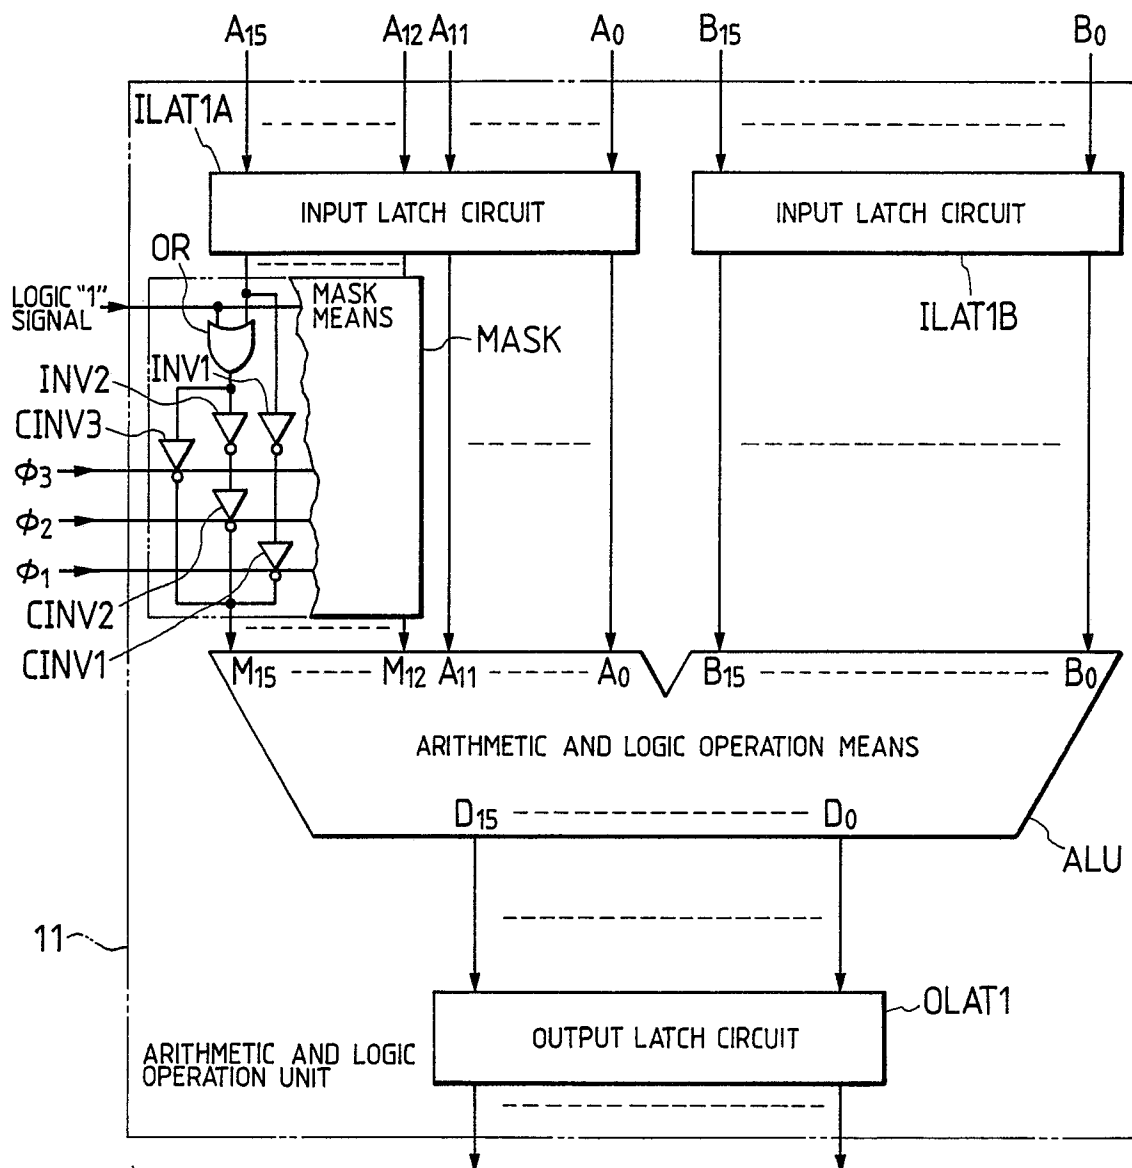 A15 A12 A11 A0 B15 B0
ILAT1A
INPUT LATCH CIRCUIT INPUT LATCH CIRCUIT
OR
LOGIC "1"
SIGNAL
MASK
MEANS
ILAT1B
MASK
INV1
INV2
CINV3
ϕ3
ϕ2
ϕ1
CINV2
CINV1
M15 M12 A11 A0 B15 B0
ARITHMETIC AND LOGIC OPERATION MEANS
D15 D0
ALU
11
OLAT1
OUTPUT LATCH CIRCUIT
ARITHMETIC AND LOGIC
OPERATION UNIT